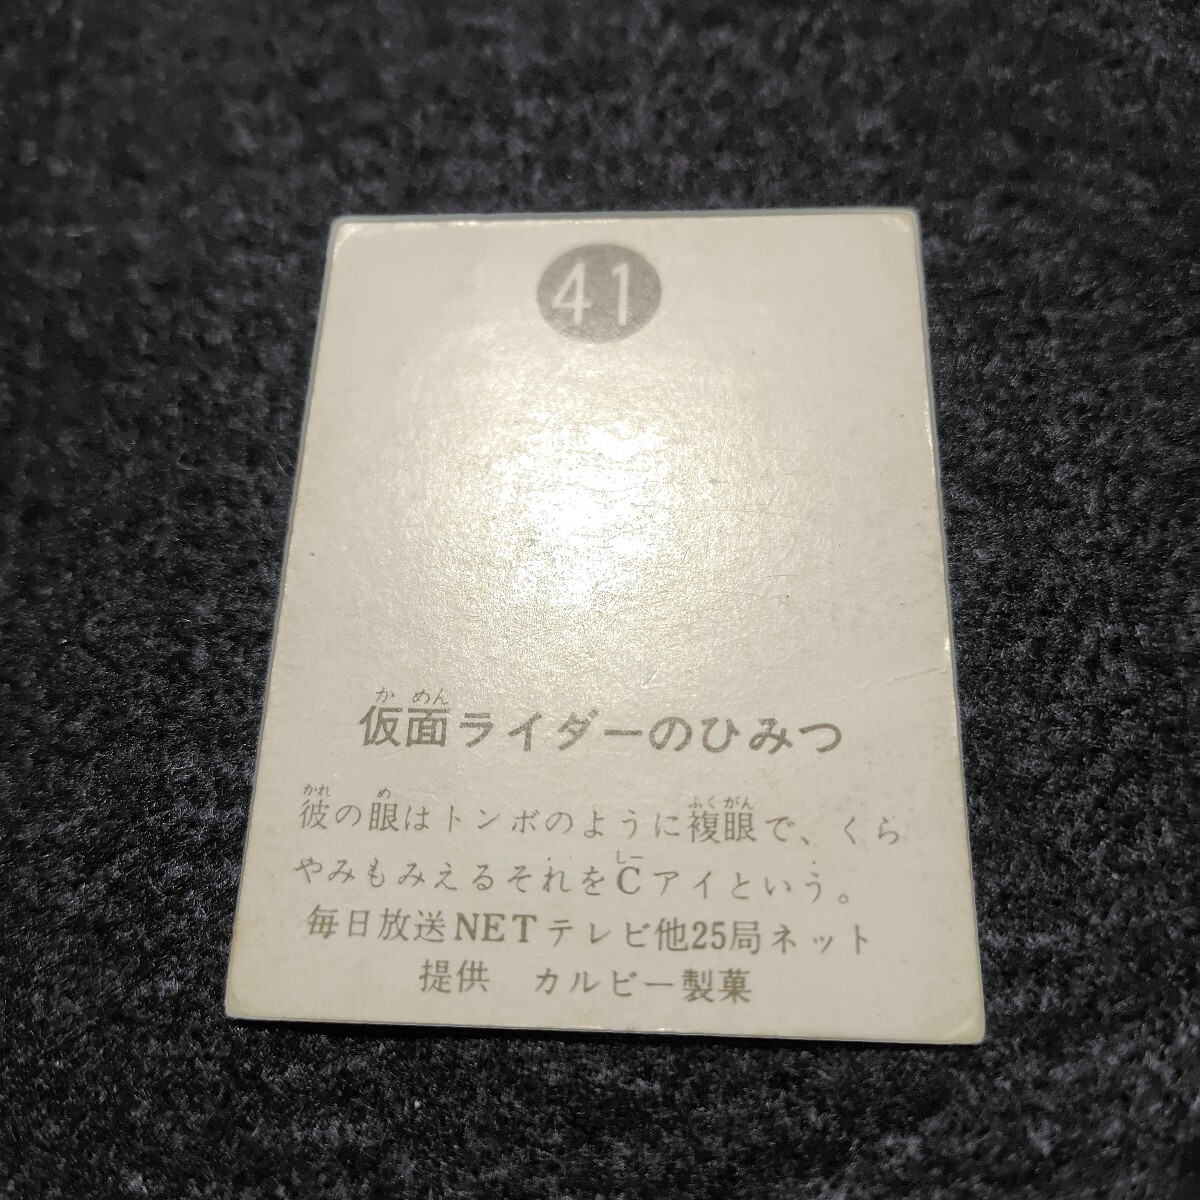 41
かめん
仮面ライダーのひみつ
かれ め ふくがん
彼の眼はトンボのように複眼で、くら
しー
やみもみえるそれをCアイという。
毎日放送NETテレビ他25局ネット
提供 カルビー製菓